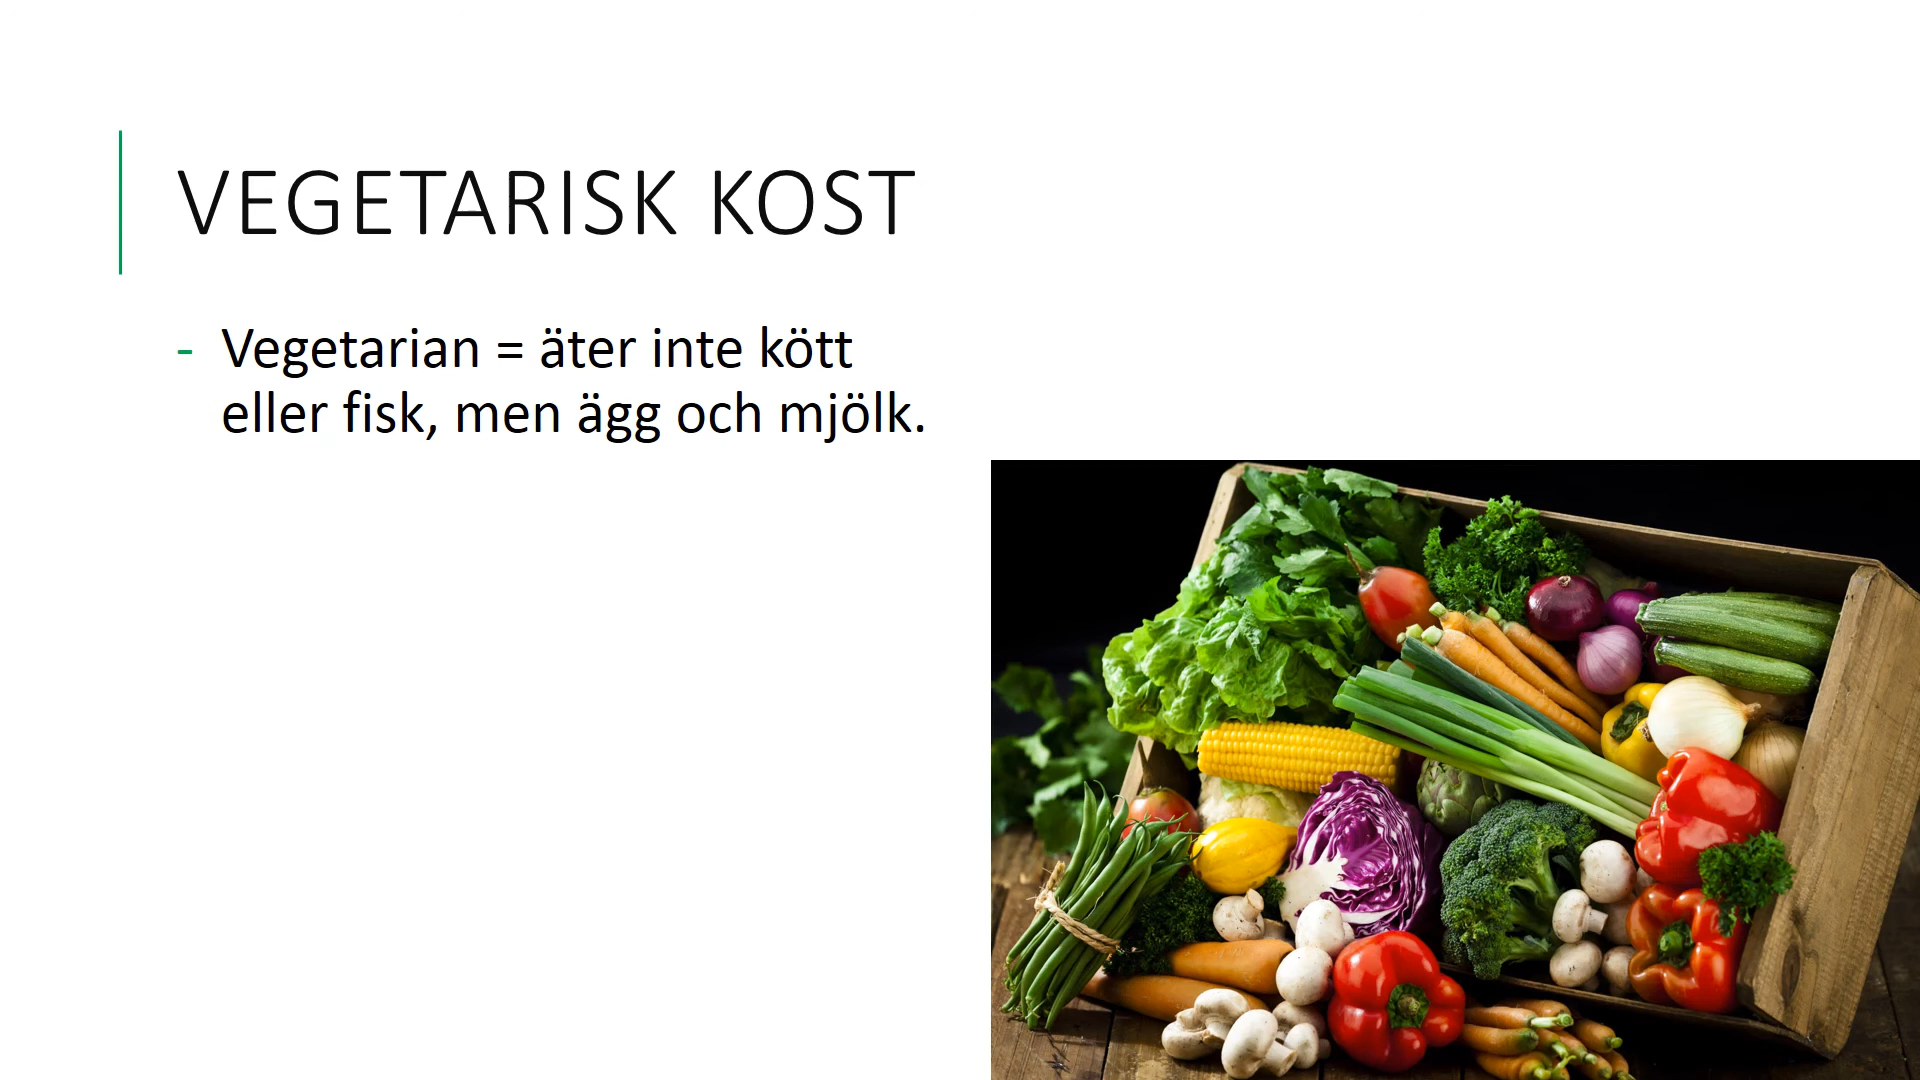 VEGETARISK KOST
- Vegetarian = äter inte kött
eller fisk, men ägg och mjölk.